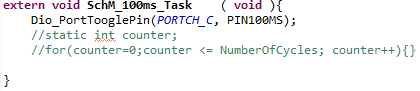 extern void SchM_100ms_Task    ( void ){
    Dio_PortTooglePin(PORTCH_C, PIN100MS);
    //static int counter;
    //for(counter=0;counter <= NumberOfCycles; counter++){}
}